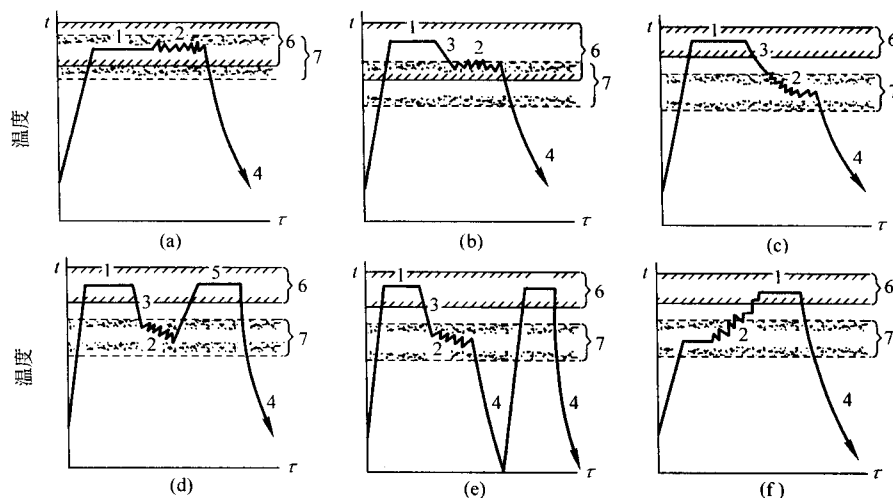 t 1 2 6 7 4 τ
(a)
t 1 3 2 6 7 4 τ
(b)
t 1 3 2 6 7 4 τ
(c)
温度
t 1 5 3 2 6 7 4 τ
(d)
1 3 2 4 6 7 4 τ
(e)
1 2 6 7 4 τ
(f)
温度